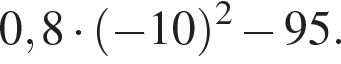 0,8 · (−10)² − 95.